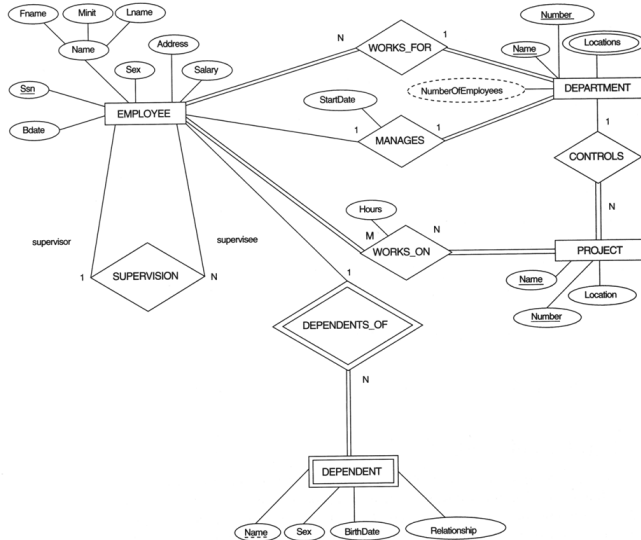 Fname
Minit
Lname
Name
Address
Sex
Salary
Ssn
Bdate
EMPLOYEE
N
WORKS_FOR
1
StartDate
1
MANAGES
1
Number
Name
Locations
NumberOfEmployees
DEPARTMENT
1
CONTROLS
N
supervisor
supervisee
1
SUPERVISION
N
Hours
M
WORKS_ON
N
PROJECT
Name
Number
Location
1
DEPENDENTS_OF
N
DEPENDENT
Name
Sex
BirthDate
Relationship